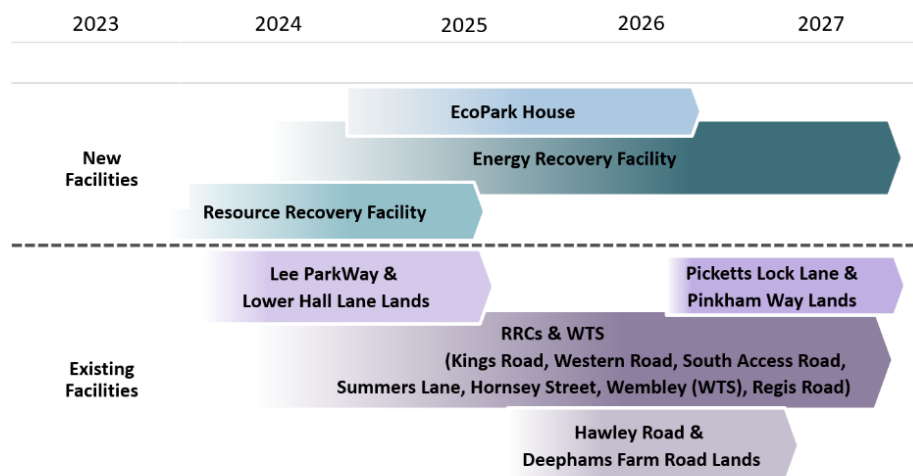 2023 2024 2025 2026 2027
EcoPark House
New
Facilities
Energy Recovery Facility
Resource Recovery Facility
Lee ParkWay &
Lower Hall Lane Lands
Picketts Lock Lane &
Pinkham Way Lands
Existing
Facilities
RRCs & WTS
(Kings Road, Western Road, South Access Road,
Summers Lane, Hornsey Street, Wembley (WTS), Regis Road)
Hawley Road &
Deephams Farm Road Lands